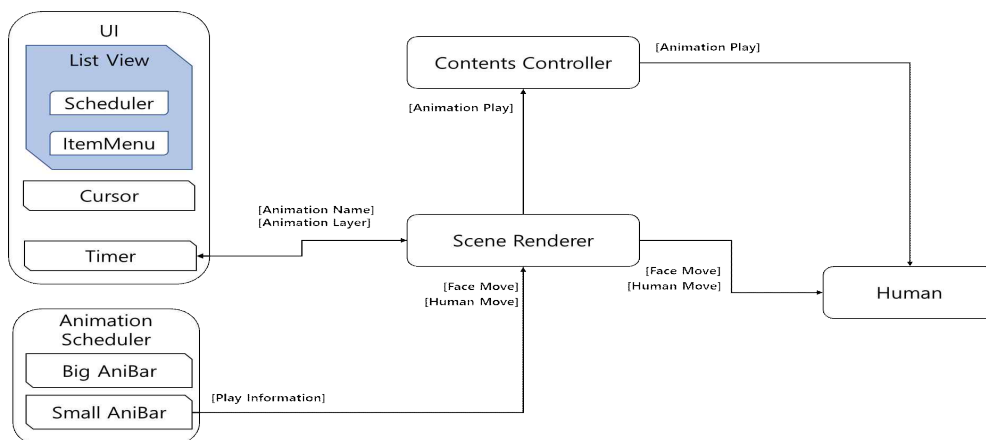 UI
List View
Scheduler
ItemMenu
Cursor
Timer
Animation
Scheduler
Big AniBar
Small AniBar
[Play Information]
[Animation Name]
[Animation Layer]
Contents Controller
[Animation Play]
[Animation Play]
Scene Renderer
[Face Move]
[Human Move]
[Face Move]
[Human Move]
Human